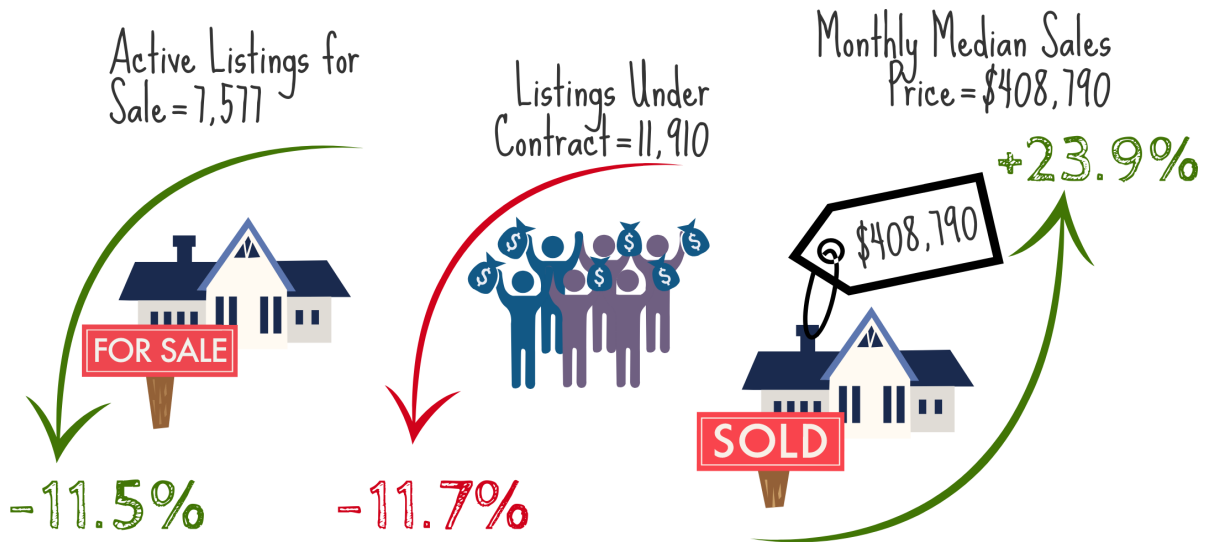 Active Listings for
Sale = 7,577
-11.5%
FOR SALE
Listings Under
Contract = 11,910
-11.7%
$
$
$
$
$
$
Monthly Median Sales
Price = $408,790
+23.9%
$408,790
SOLD